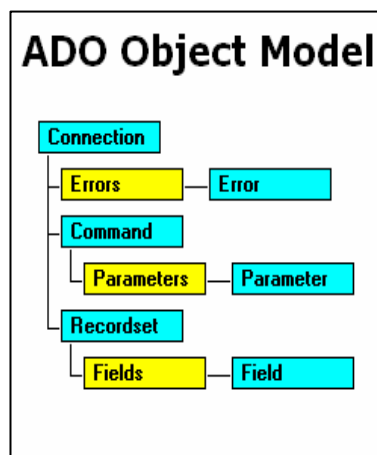 ADO Object Model
Connection
Errors Error
Command
Parameters Parameter
Recordset
Fields Field